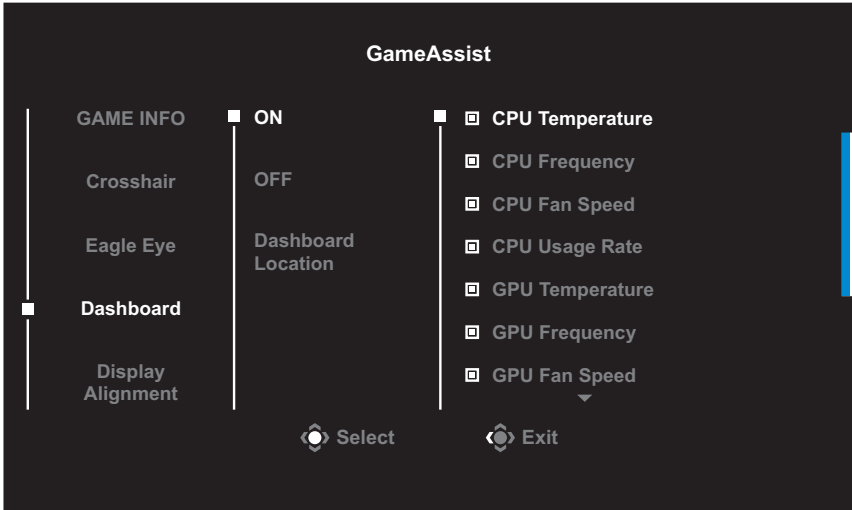 GameAssist
GAME INFO
Crosshair
Eagle Eye
Dashboard
Display
Alignment
ON
OFF
Dashboard
Location
CPU Temperature
CPU Frequency
CPU Fan Speed
CPU Usage Rate
GPU Temperature
GPU Frequency
GPU Fan Speed
Select
Exit